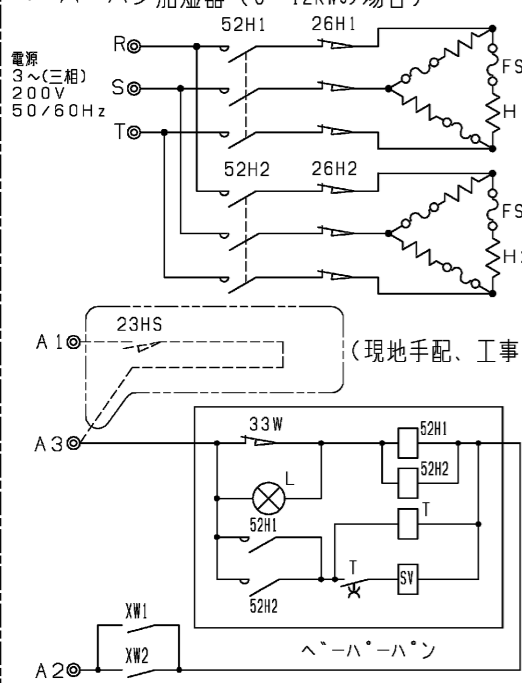 52H1 26H1
電源
3~(三相)
200V
50/60Hz
R
S
T
FS
H
52H2 26H2
FS
A1
23HS
(現地手配、工事
A3
33W
52H1
52H2
L
T
52H1
T
SV
52H2
XW1
XW2
A2
ベーパーパン